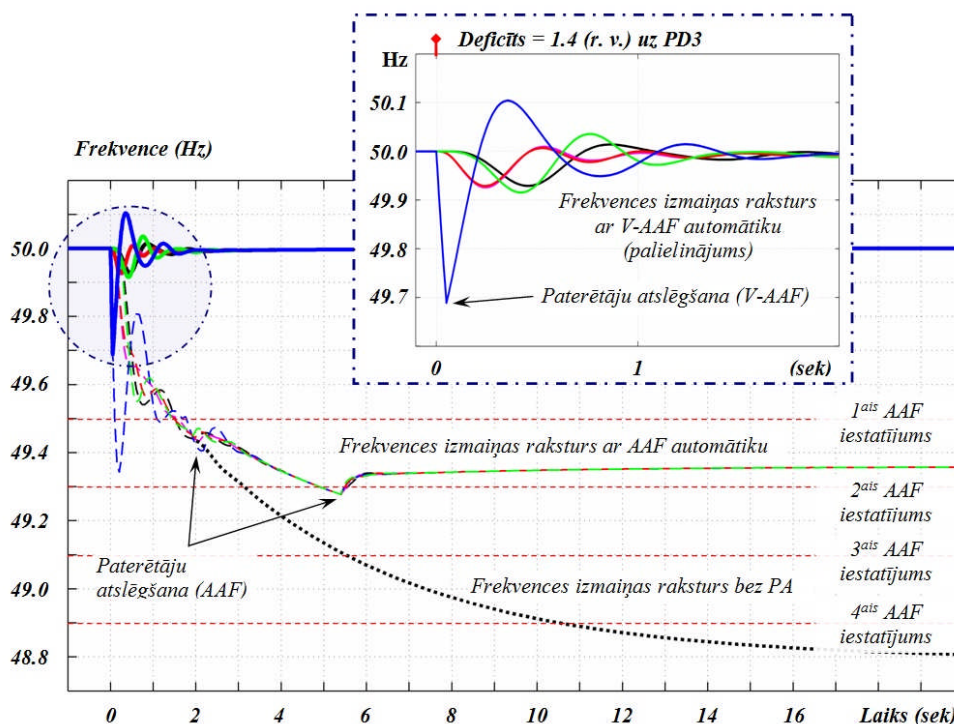 Deficīts = 1.4 (r. v.) uz PD3
Hz
50.1
50.0
49.9
49.8
49.7
Frekvences izmaiņas raksturs
ar V-AAF automātiku
(palielinājums)
Paterētāju atslēgšana (V-AAF)
0
1
(sek)
Frekvence (Hz)
50.0
49.8
49.6
49.4
49.2
49.0
48.8
1ais AAF
iestatījums
Frekvences izmaiņas raksturs ar AAF automātiku
2ais AAF
iestatījums
3ais AAF
iestatījums
Paterētāju
atslēgšana (AAF)
Frekvences izmaiņas raksturs bez PA
4ais AAF
iestatījums
0
2
4
6
8
10
12
14
16
Laiks (sek)